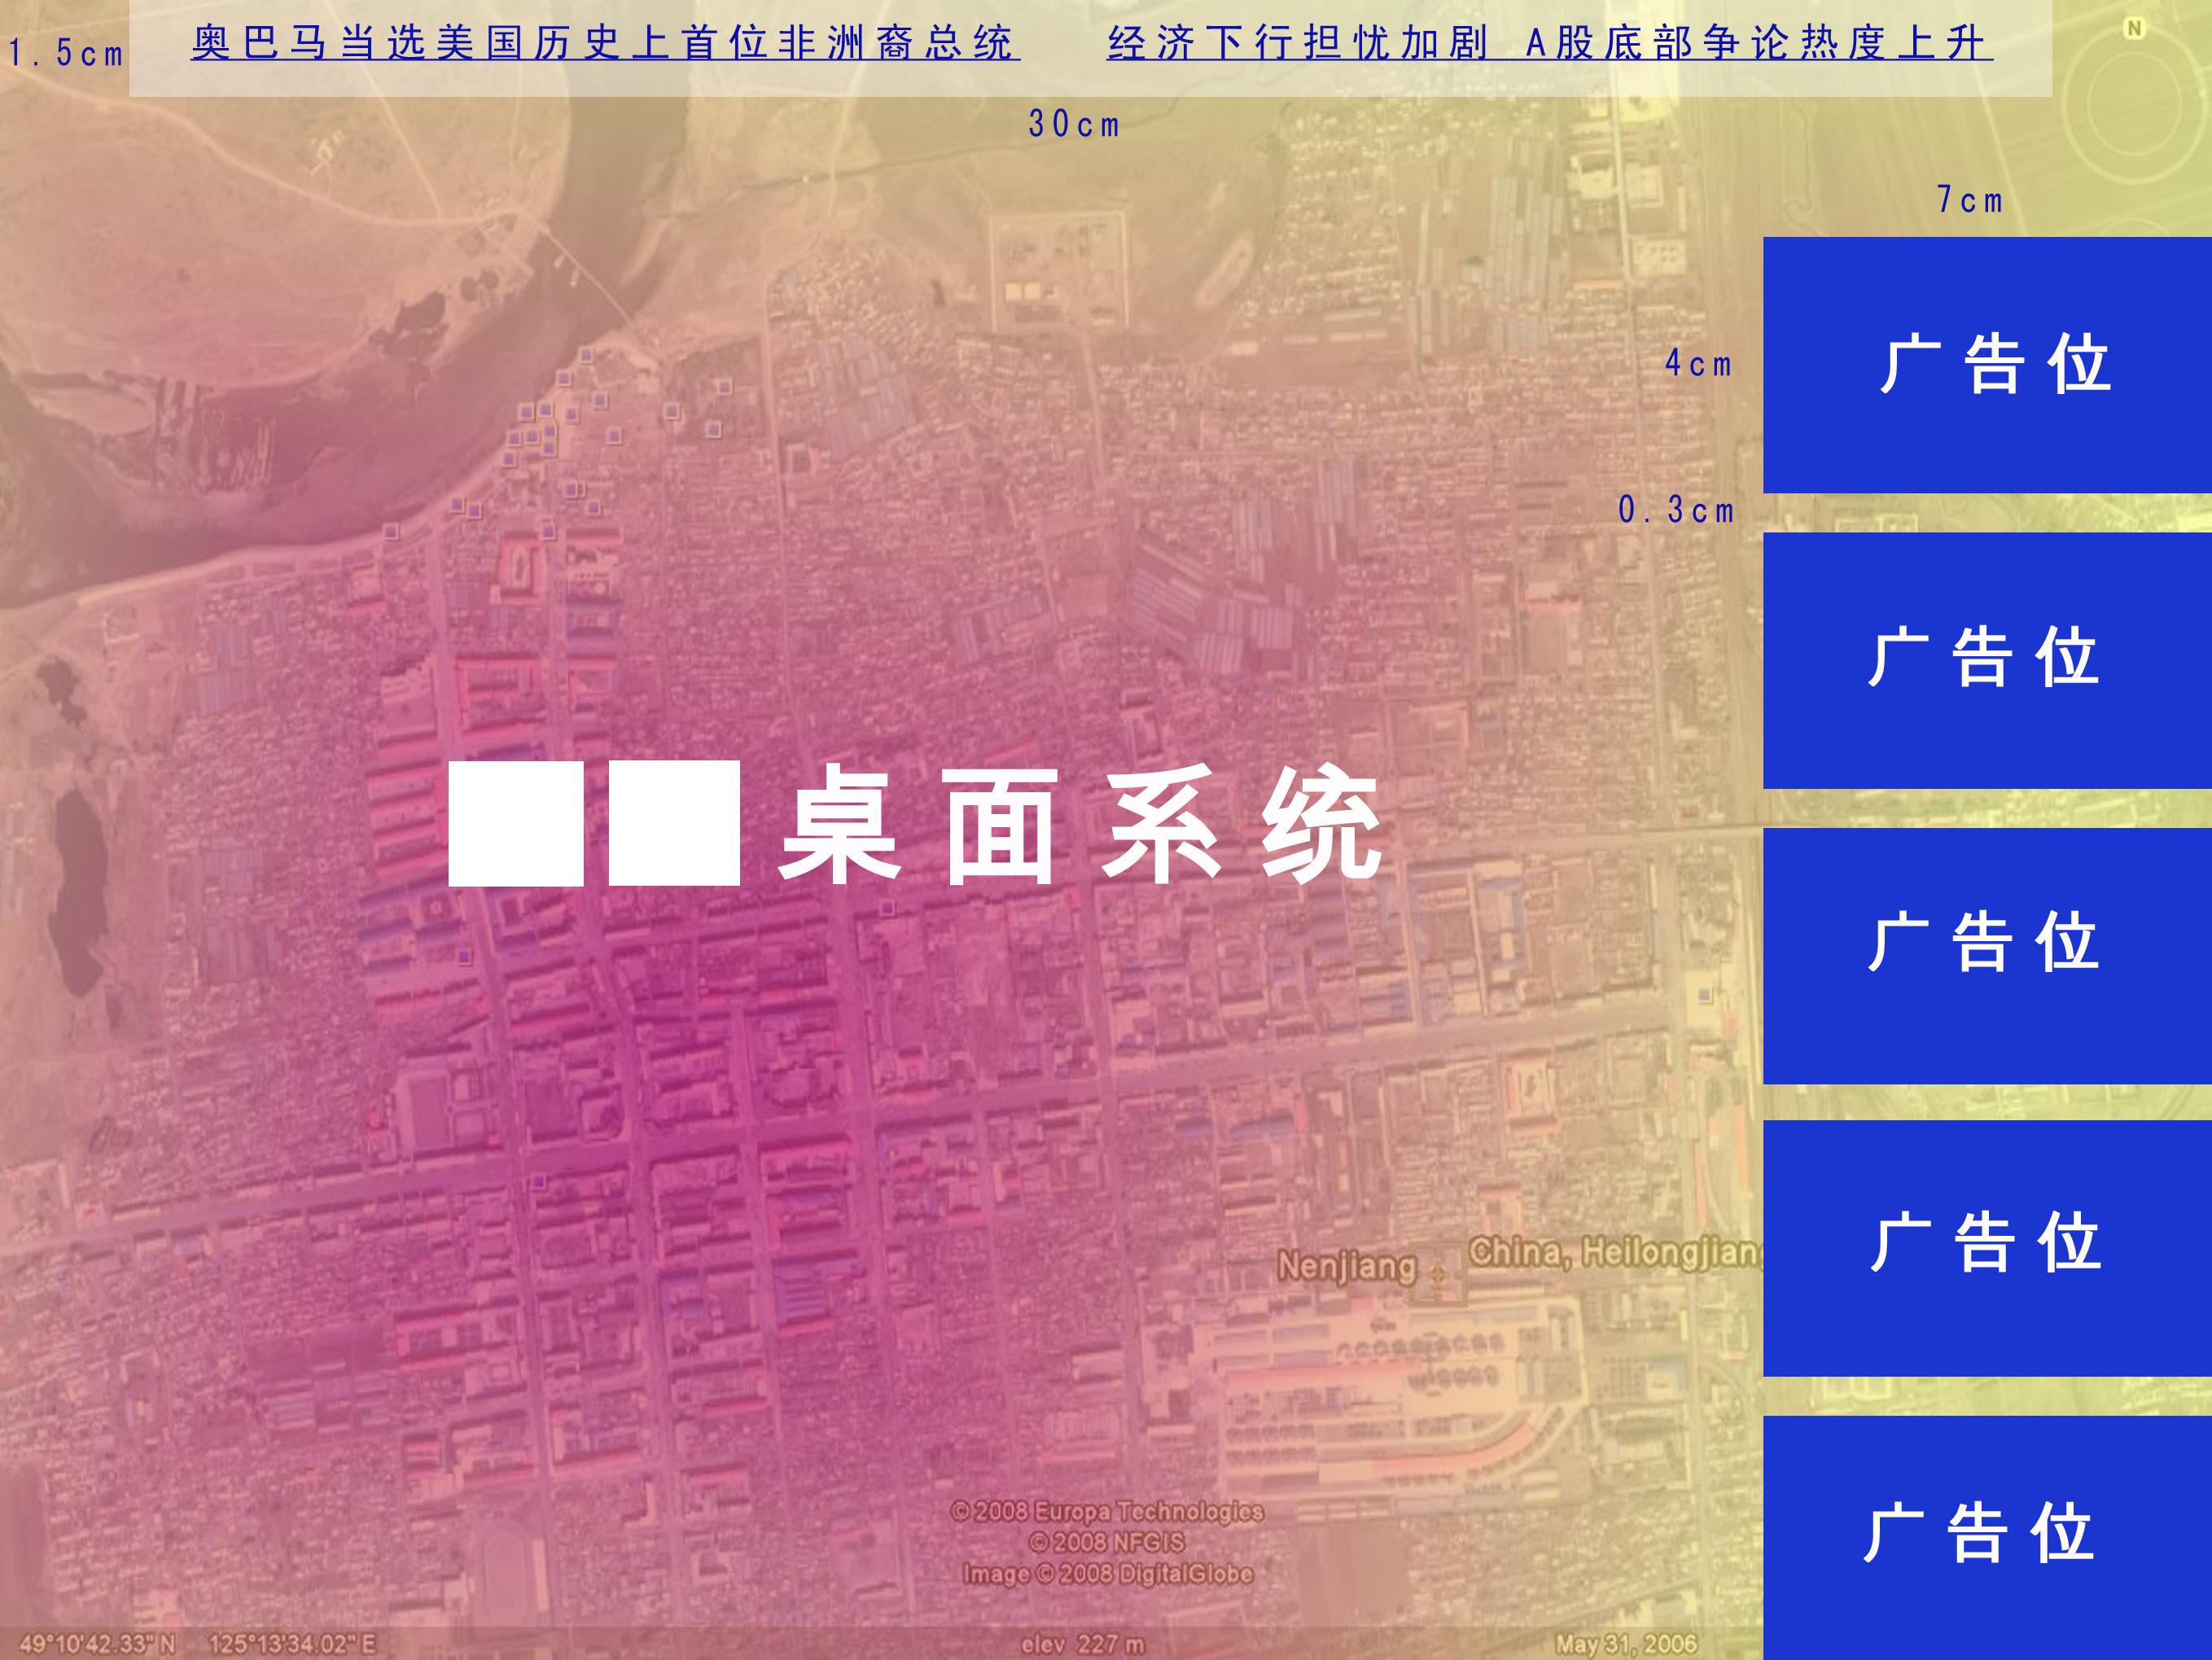 奥巴马当选美国历史上首位非洲裔总统 经济下行担忧加剧 A股底部争论热度上升
1.5cm
30cm
N
7cm
广告位
4cm
0.3cm
广告位
桌面系统
广告位
广告位
Nenjiang
China, Heilongjiang
广告位
© 2008 Europa Technologies
© 2008 NFGIS
Image © 2008 DigitalGlobe
49°10'42.33" N 125°13'34.02" E elev 227 m May 31, 2006